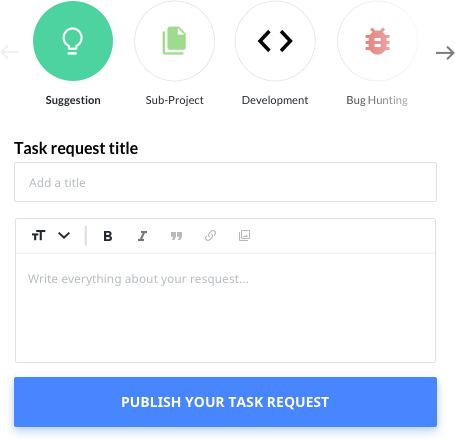 Suggestion Sub-Project Development Bug Hunting
Task request title
Add a title
TT B I
Write everything about your resquest...
PUBLISH YOUR TASK REQUEST